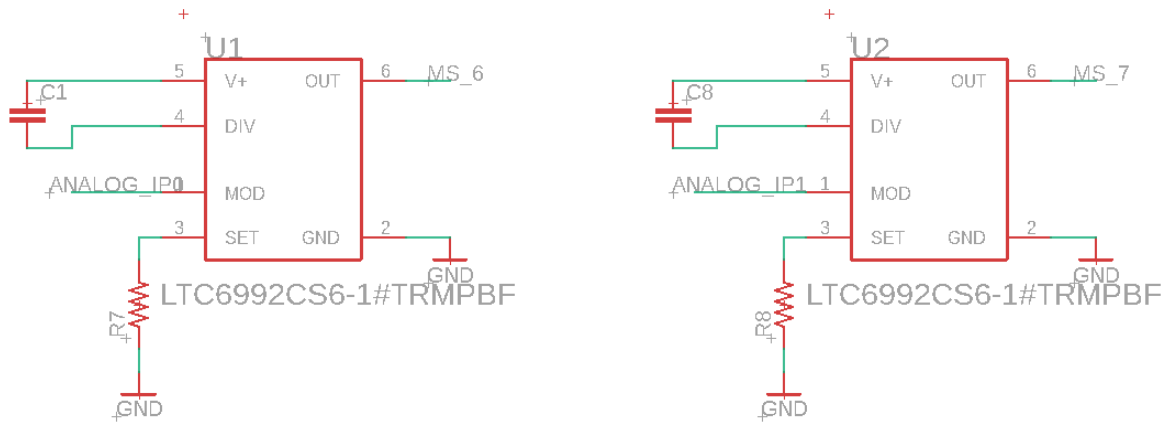 U1
5 V+ OUT 6 MS_6
C1
4 DIV
ANALOG_IP0 1 MOD
3 SET GND 2
GND
LTC6992CS6-1#TRMPBF
R7
GND
U2
5 V+ OUT 6 MS_7
C8
4 DIV
ANALOG_IP1 1 MOD
3 SET GND 2
GND
LTC6992CS6-1#TRMPBF
R8
GND